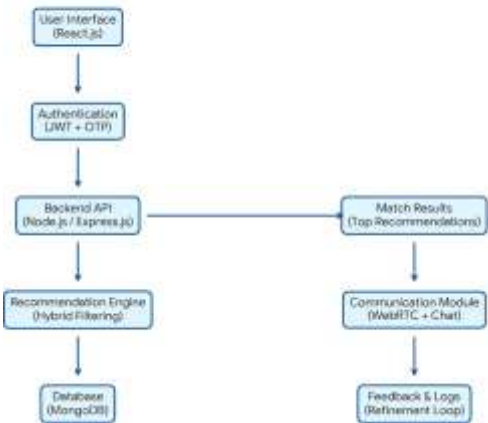 User Interface
(React.js)
Authentication
(JWT + OTP)
Backend API
(Node.js / Express.js)
Match Results
(Top Recommendations)
Recommendation Engine
(Hybrid Filtering)
Communication Module
(WebRTC + Chat)
Database
(MongoDB)
Feedback & Logs
(Refinement Loop)